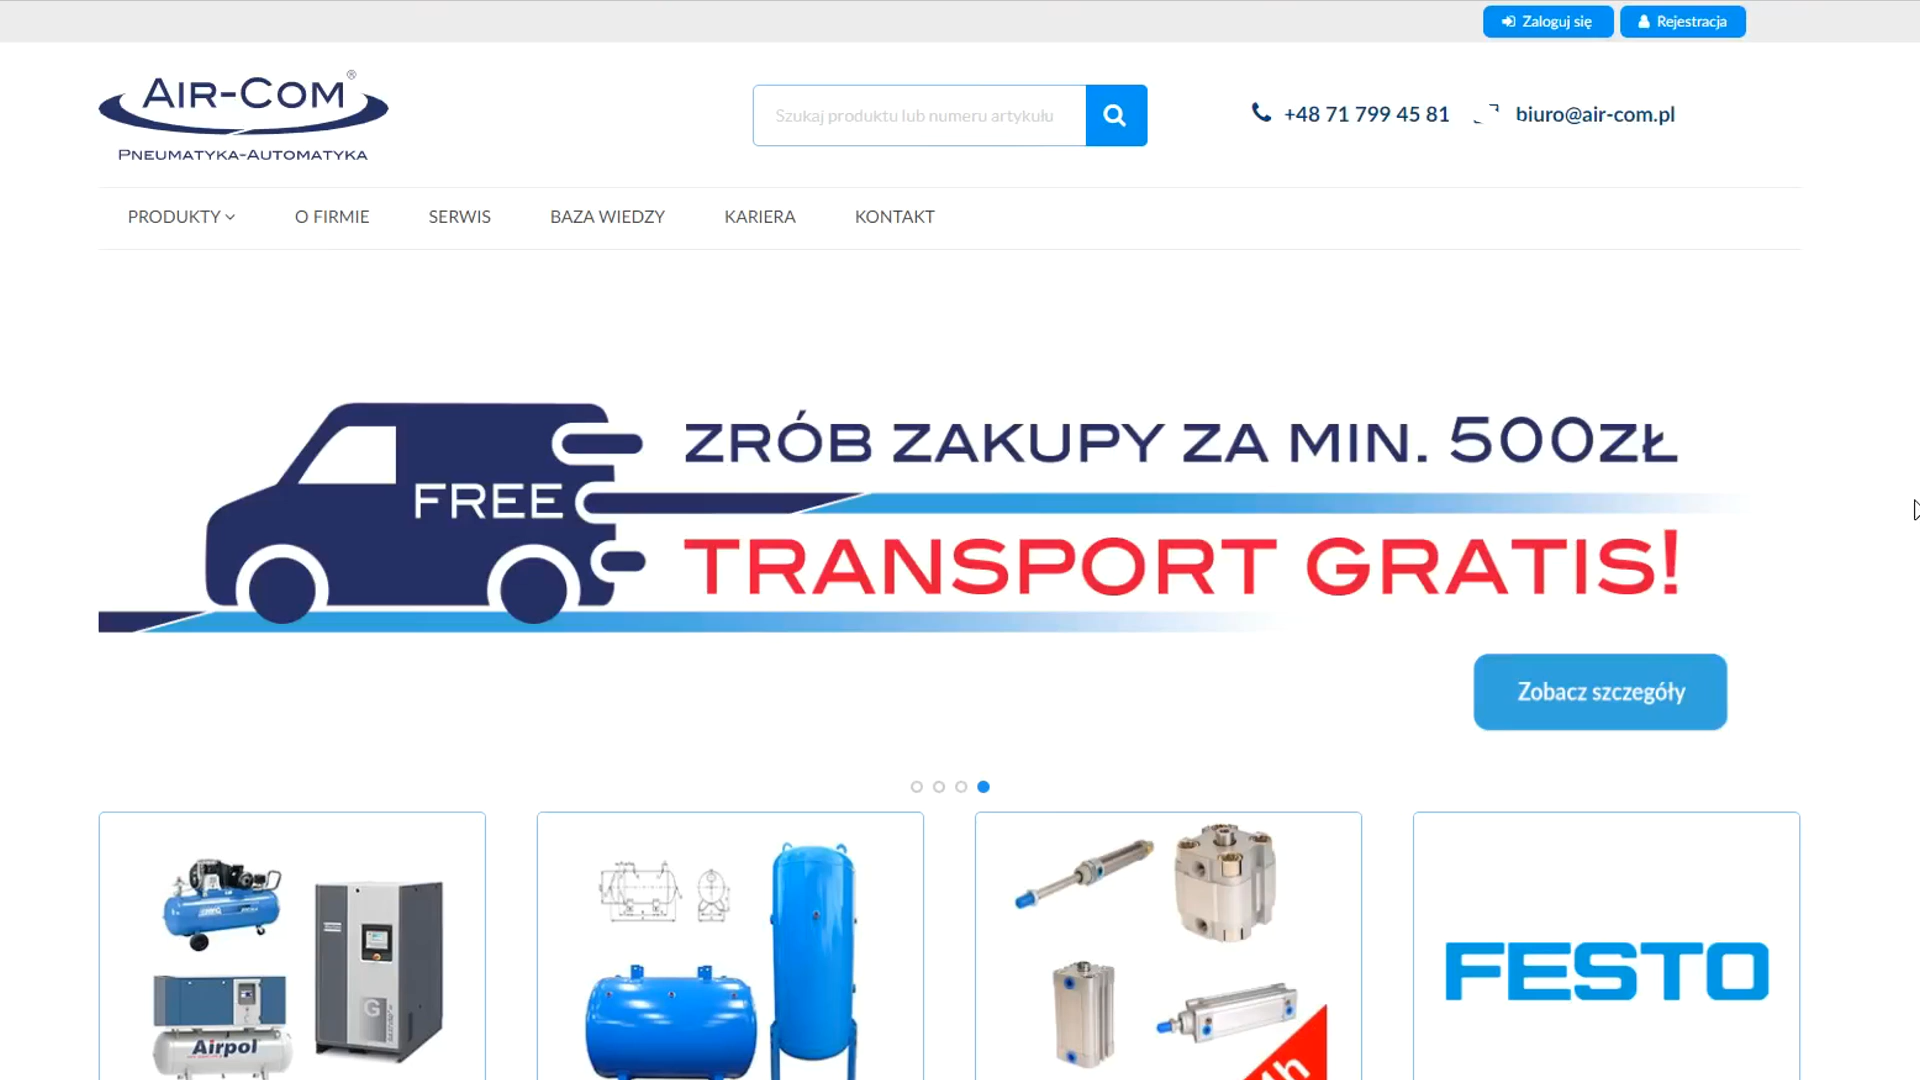 Zaloguj się
Rejestracja
AIR-COM®
PNEUMATYKA-AUTOMATYKA
Szukaj produktu lub numeru artykułu
+48 71 799 45 81
biuro@air-com.pl
PRODUKTY
O FIRMIE
SERWIS
BAZA WIEDZY
KARIERA
KONTAKT
FREE
ZRÓB ZAKUPY ZA MIN. 500ZŁ
TRANSPORT GRATIS!
Zobacz szczegóły
G
Airpol
FESTO